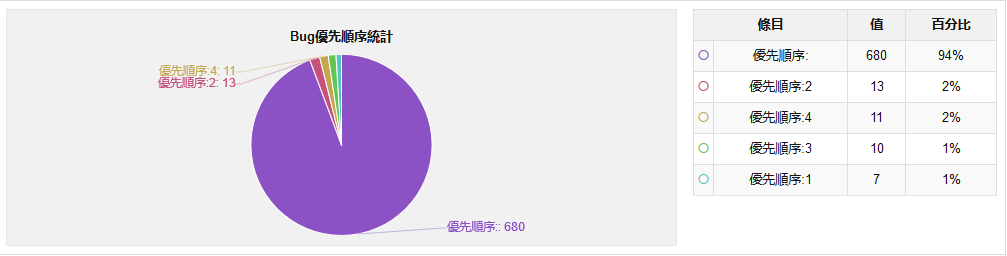 Bug優先順序統計
優先順序:4: 11
優先順序:2: 13
優先順序:: 680
條目 值 百分比
優先順序: 680 94%
優先順序:2 13 2%
優先順序:4 11 2%
優先順序:3 10 1%
優先順序:1 7 1%